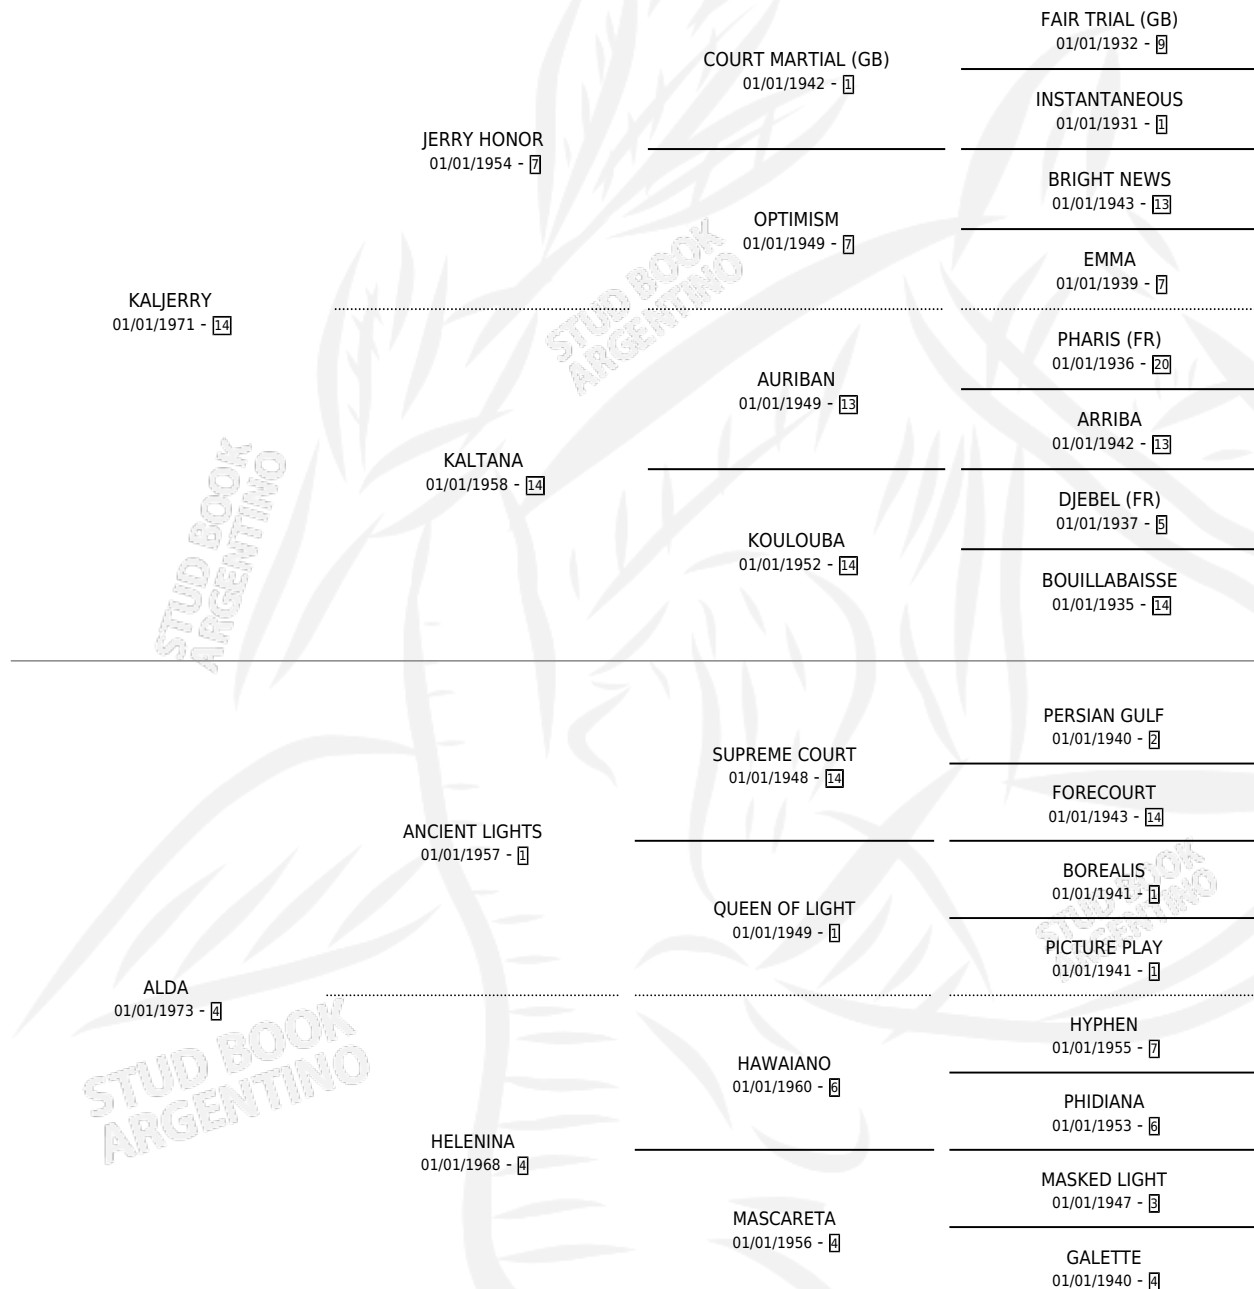 FAIR TRIAL (GB)
01/01/1932 - 9
COURT MARTIAL (GB)
01/01/1942 - 1
INSTANTANEOUS
01/01/1931 - 1
JERRY HONOR
01/01/1954 - 7
BRIGHT NEWS
01/01/1943 - 13
OPTIMISM
01/01/1949 - 7
EMMA
01/01/1939 - 7
KALJERRY
01/01/1971 - 14
PHARIS (FR)
01/01/1936 - 20
AURIBAN
01/01/1949 - 13
ARRIBA
01/01/1942 - 13
KALTANA
01/01/1958 - 14
DJEBEL (FR)
01/01/1937 - 5
KOULOUBA
01/01/1952 - 14
BOUILLABAISSE
01/01/1935 - 14
PERSIAN GULF
01/01/1940 - 2
SUPREME COURT
01/01/1948 - 14
FORECOURT
01/01/1943 - 14
ANCIENT LIGHTS
01/01/1957 - 1
BOREALIS
01/01/1941 - 1
QUEEN OF LIGHT
01/01/1949 - 1
PICTURE PLAY
01/01/1941 - 1
ALDA
01/01/1973 - 4
HYPHEN
01/01/1955 - 7
HAWAIANO
01/01/1960 - 6
PHIDIANA
01/01/1953 - 6
HELENINA
01/01/1968 - 4
MASKED LIGHT
01/01/1947 - 3
MASCARETA
01/01/1956 - 4
GALETTE
01/01/1940 - 4
STUD BOOK
ARGENTINO
STUD BOOK
ARGENTINO
STUD BOOK
ARGENTINO
STUD BOOK
ARGENTINO